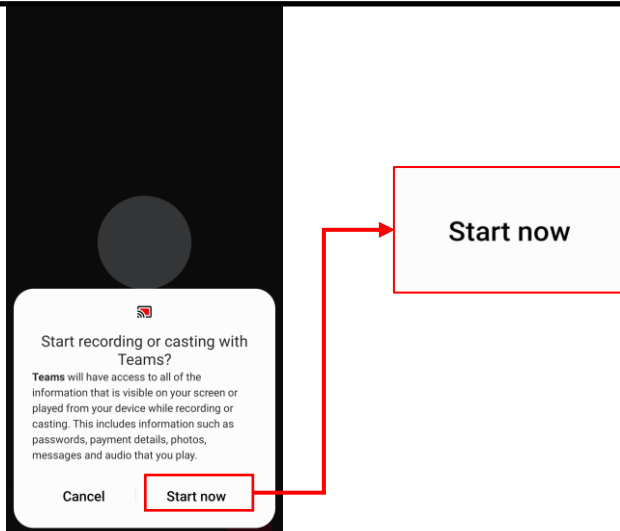 Start recording or casting with
Teams?
Teams will have access to all of the
information that is visible on your screen or
played from your device while recording or
casting. This includes information such as
passwords, payment details, photos,
messages and audio that you play.
Cancel
Start now
Start now